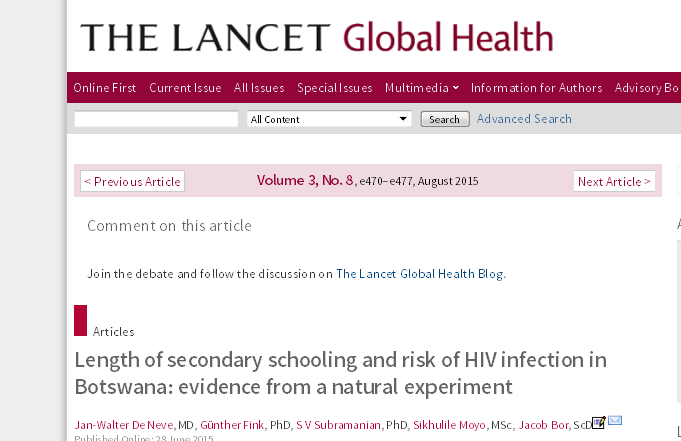 THE LANCET Global Health
Online First Current Issue All Issues Special Issues Multimedia Information for Authors Advisory Bo
All Content Search Advanced Search
< Previous Article Volume 3, No. 8, e470–e477, August 2015 Next Article >
Comment on this article
Join the debate and follow the discussion on The Lancet Global Health Blog.
Articles
Length of secondary schooling and risk of HIV infection in
Botswana: evidence from a natural experiment
Jan-Walter De Neve, MD, Günther Fink, PhD, S V Subramanian, PhD, Sikhulile Moyo, MSc, Jacob Bor, ScD
Published Online: 28 June 2015